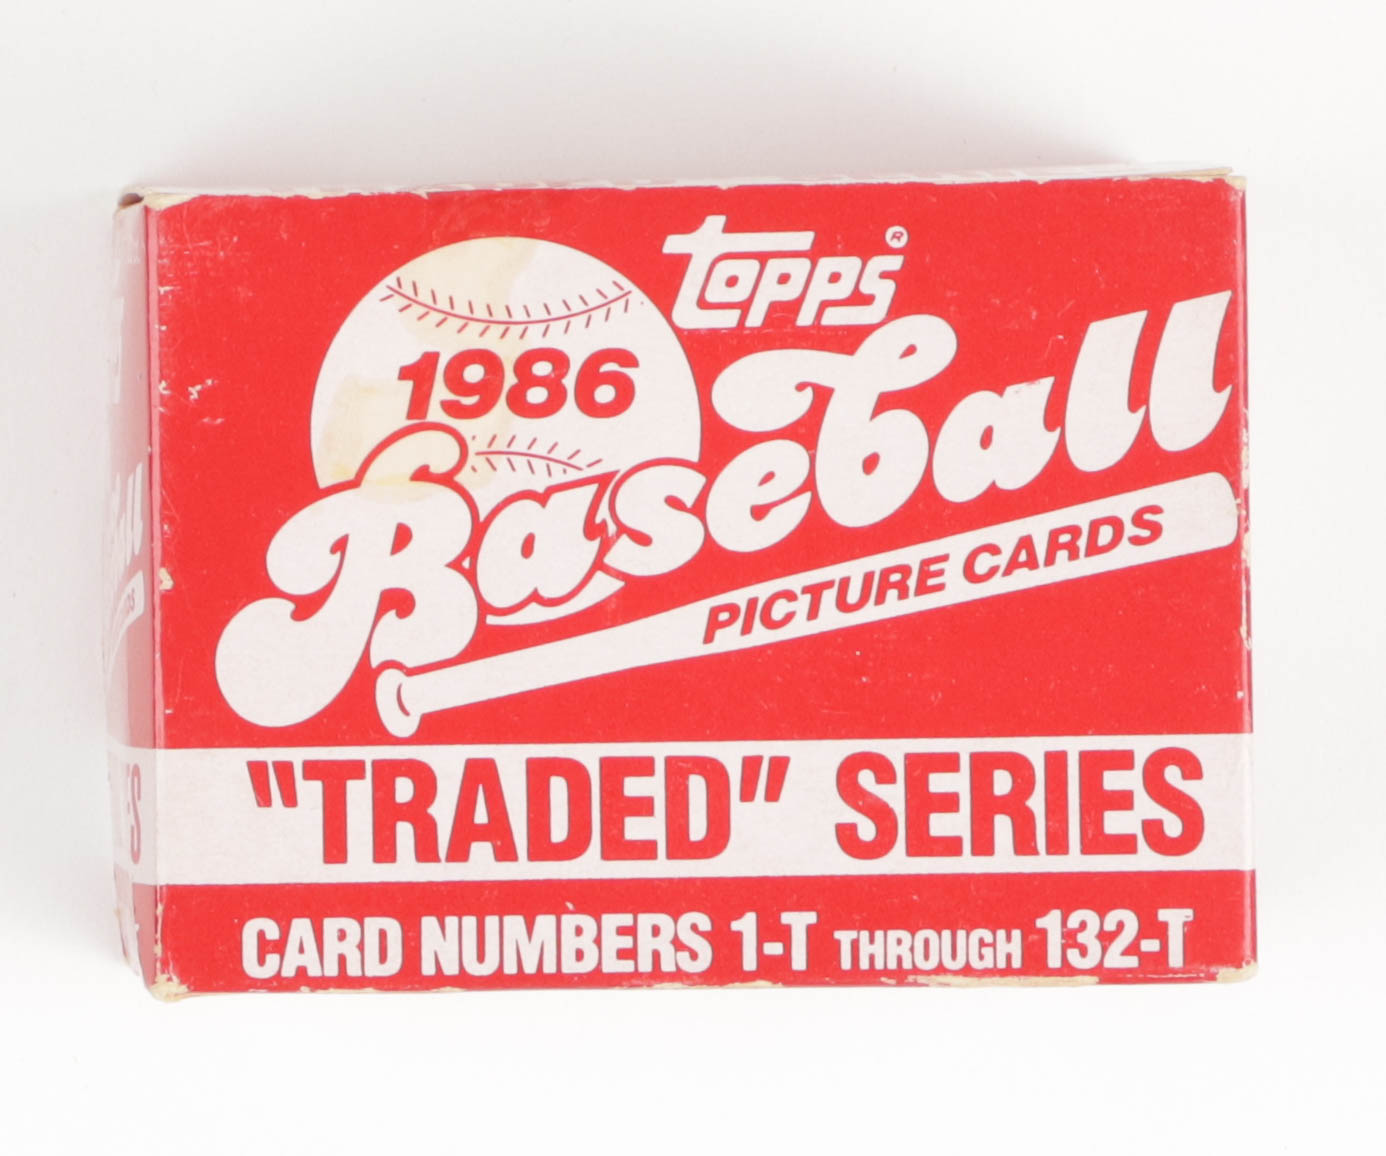 topps®
1986
Baseball
PICTURE CARDS
"TRADED" SERIES
CARD NUMBERS 1-T THROUGH 132-T